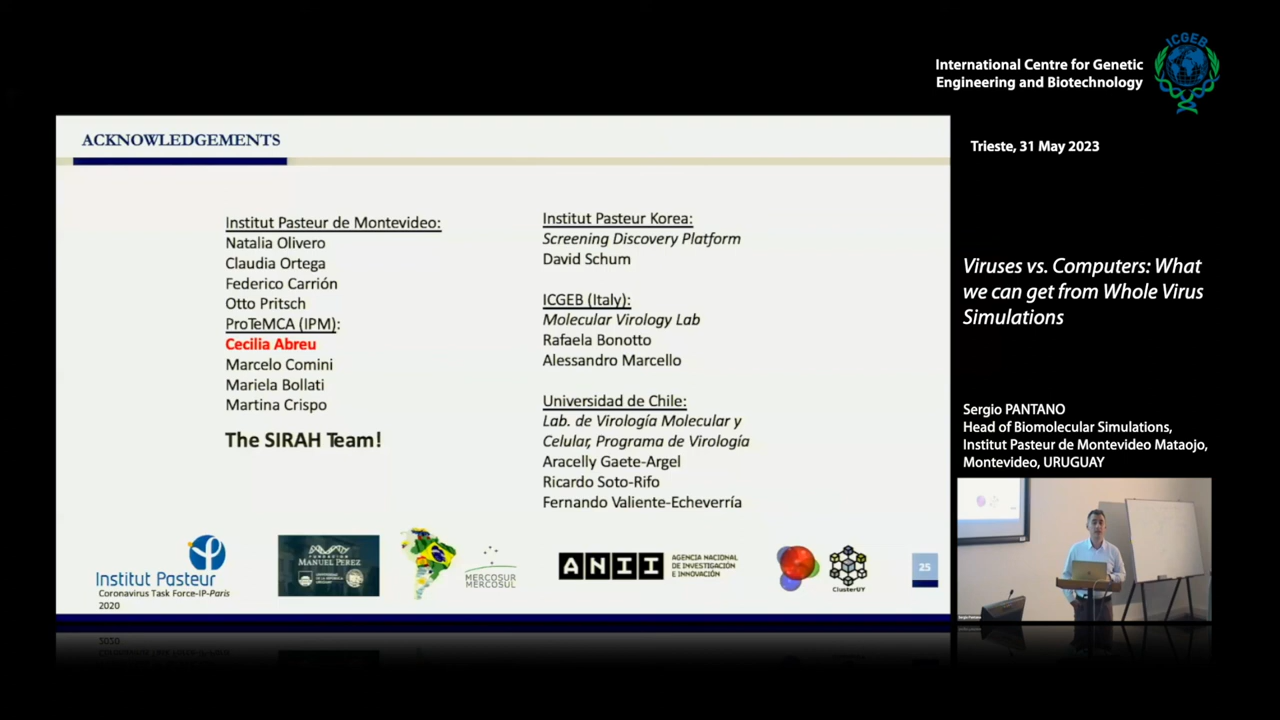 International Centre for Genetic
Engineering and Biotechnology
ICGEB
Trieste, 31 May 2023
Viruses vs. Computers: What
we can get from Whole Virus
Simulations
Sergio PANTANO
Head of Biomolecular Simulations,
Institut Pasteur de Montevideo Mataojo,
Montevideo, URUGUAY
ACKNOWLEDGEMENTS
Institut Pasteur de Montevideo:
Natalia Olivero
Claudia Ortega
Federico Carrión
Otto Pritsch
ProTeMCA (IPM):
Cecilia Abreu
Marcelo Comini
Mariela Bollati
Martina Crispo
The SIRAH Team!
Institut Pasteur Korea:
Screening Discovery Platform
David Schum
ICGEB (Italy):
Molecular Virology Lab
Rafaela Bonotto
Alessandro Marcello
Universidad de Chile:
Lab. de Virología Molecular y
Celular, Programa de Virología
Aracelly Gaete-Argel
Ricardo Soto-Rifo
Fernando Valiente-Echeverría
Institut Pasteur
Coronavirus Task Force-IP-Paris
2020
FUNDACIÓN
MANUEL PEREZ
MERCOSUR
MERCOSUL
ANII
AGENCIA NACIONAL
DE INVESTIGACIÓN
E INNOVACIÓN
ClusterUY
25
Sergio Pantano